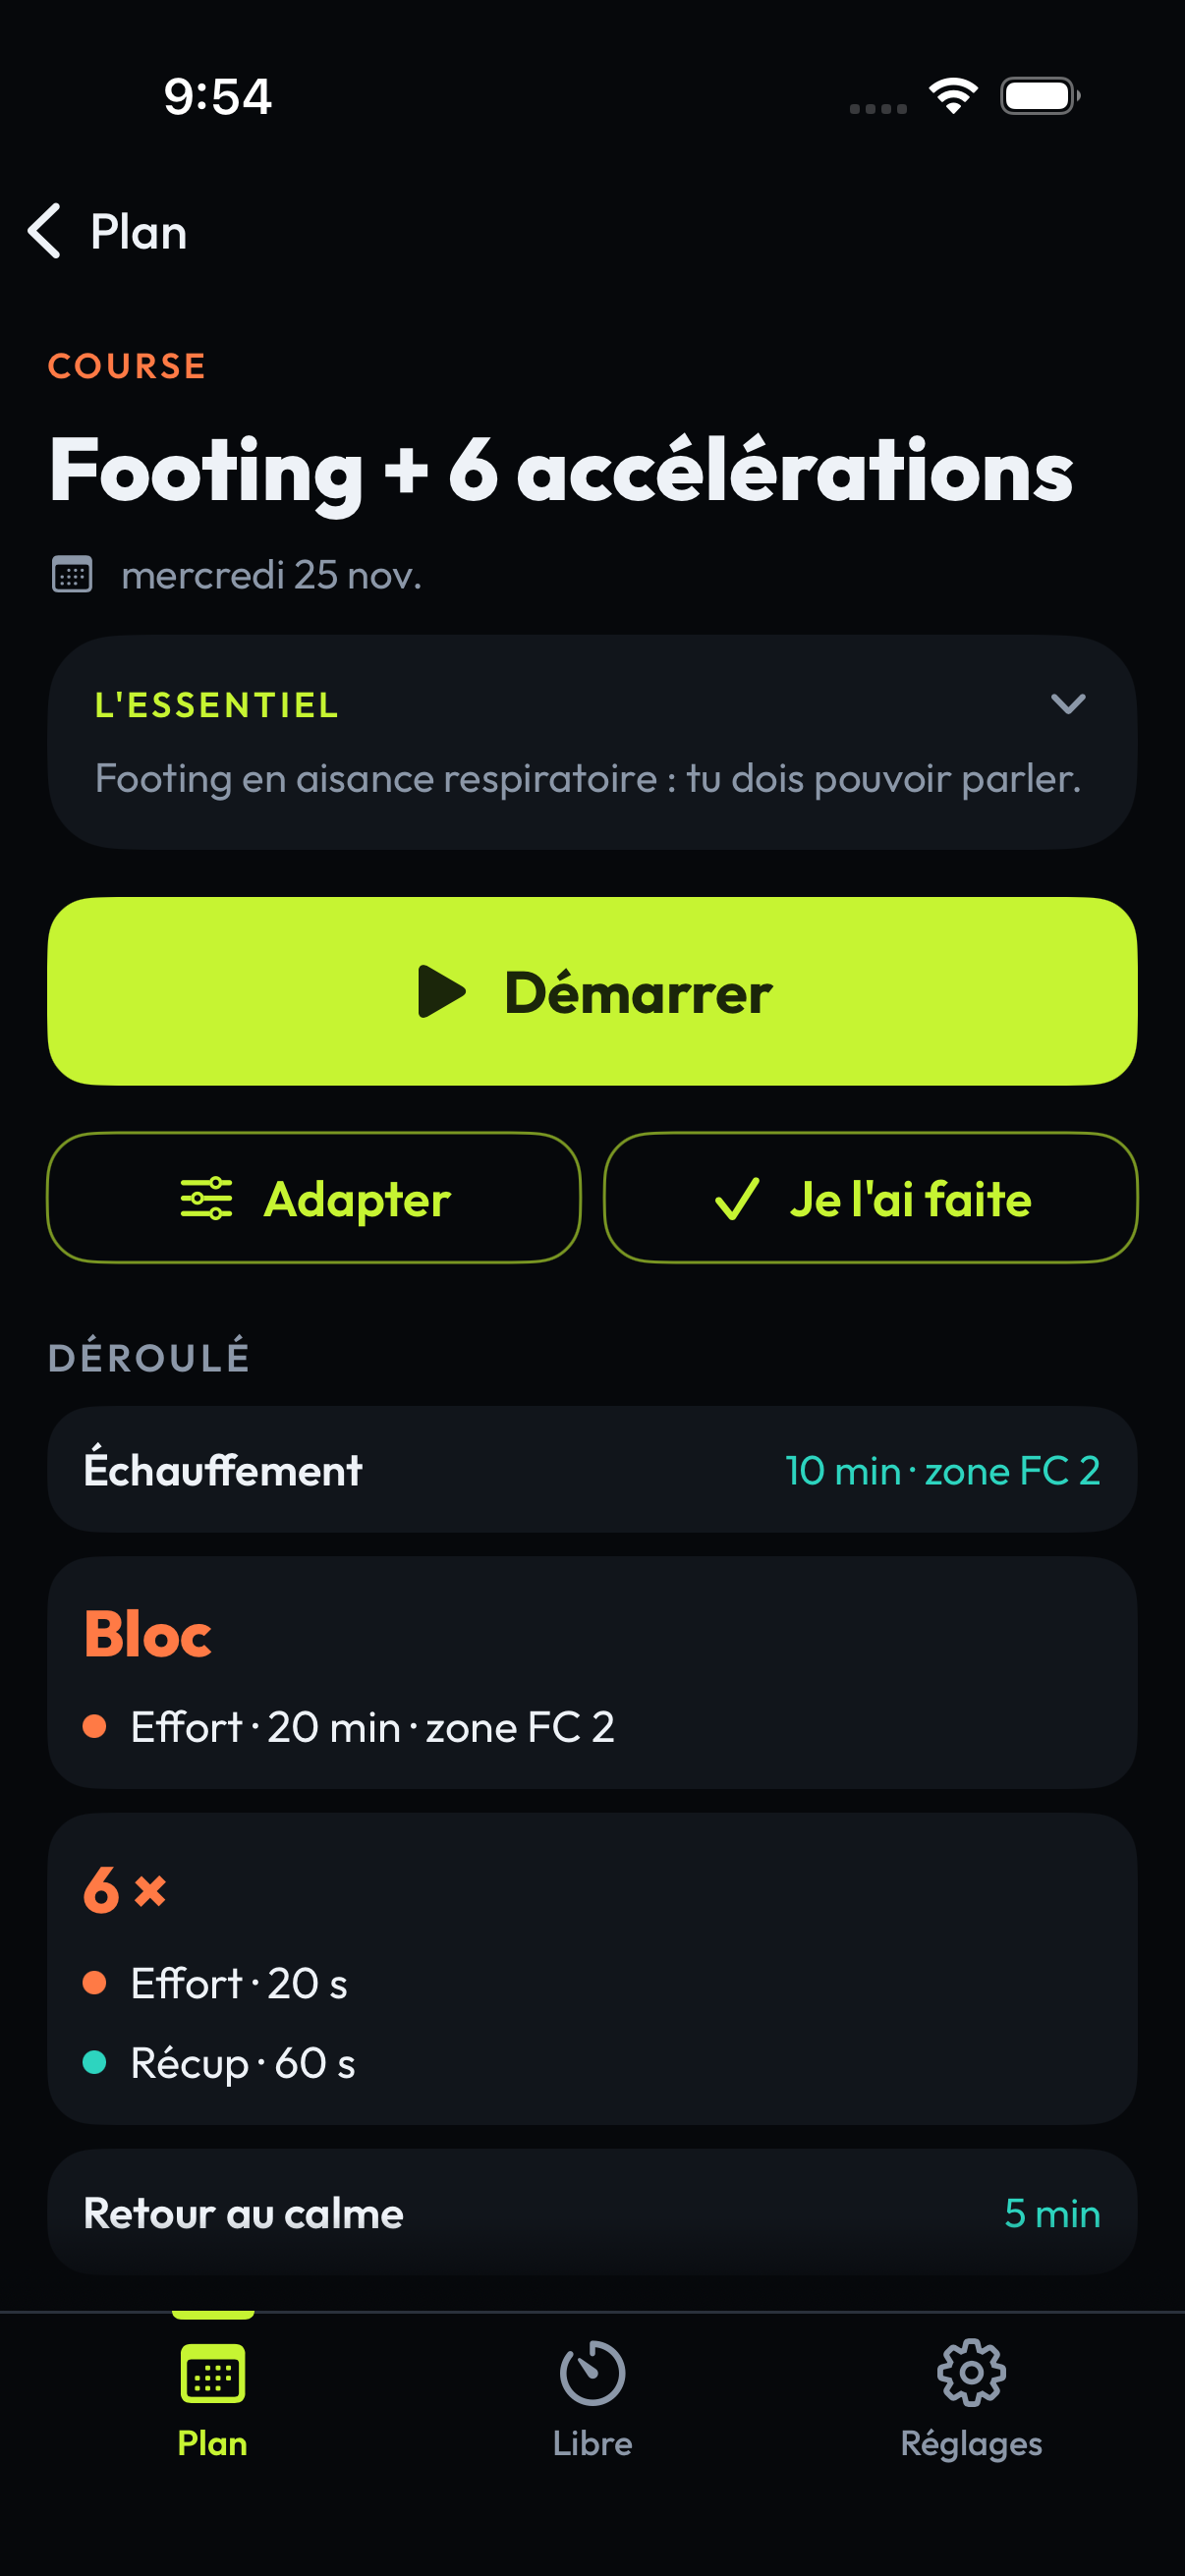 9:54
Plan
COURSE
Footing + 6 accélérations
mercredi 25 nov.
L'ESSENTIEL
Footing en aisance respiratoire : tu dois pouvoir parler.
Démarrer
Adapter
Je l'ai faite
DÉROULÉ
Échauffement
10 min · zone FC 2
Bloc
Effort · 20 min · zone FC 2
6 ×
Effort · 20 s
Récup · 60 s
Retour au calme
5 min
Plan
Libre
Réglages